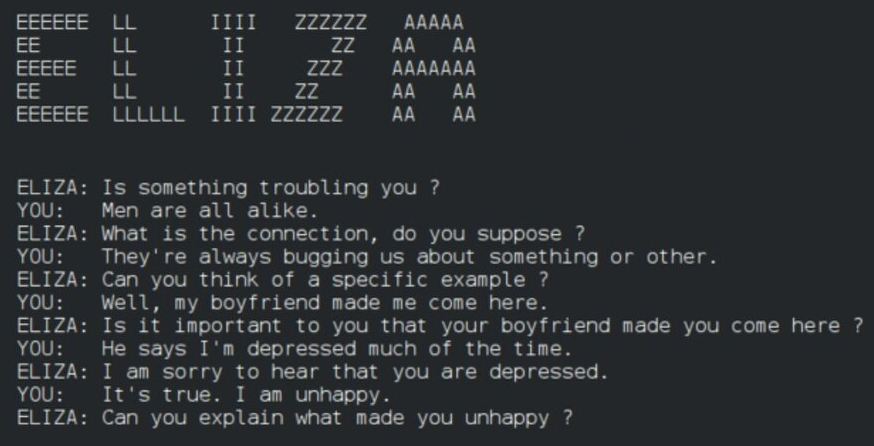 EEEEEE  LL      IIII   ZZZZZZ   AAAAA
EE      LL       II       ZZ   AA   AA
EEEEE   LL       II     ZZZ    AAAAAAA
EE      LL       II    ZZ      AA   AA
EEEEEE  LLLLLL  IIII ZZZZZZ    AA   AA
ELIZA: Is something troubling you ?
YOU:   Men are all alike.
ELIZA: What is the connection, do you suppose ?
YOU:   They're always bugging us about something or other.
ELIZA: Can you think of a specific example ?
YOU:   Well, my boyfriend made me come here.
ELIZA: Is it important to you that your boyfriend made you come here ?
YOU:   He says I'm depressed much of the time.
ELIZA: I am sorry to hear that you are depressed.
YOU:   It's true. I am unhappy.
ELIZA: Can you explain what made you unhappy ?